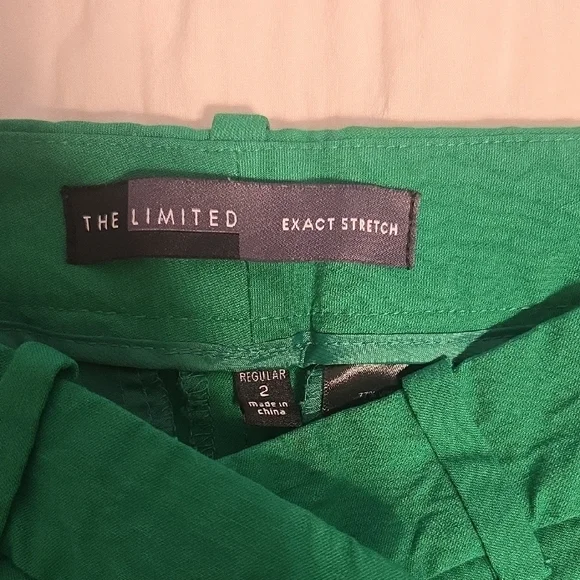 THE LIMITED EXACT STRETCH
REGULAR
2
made in
china